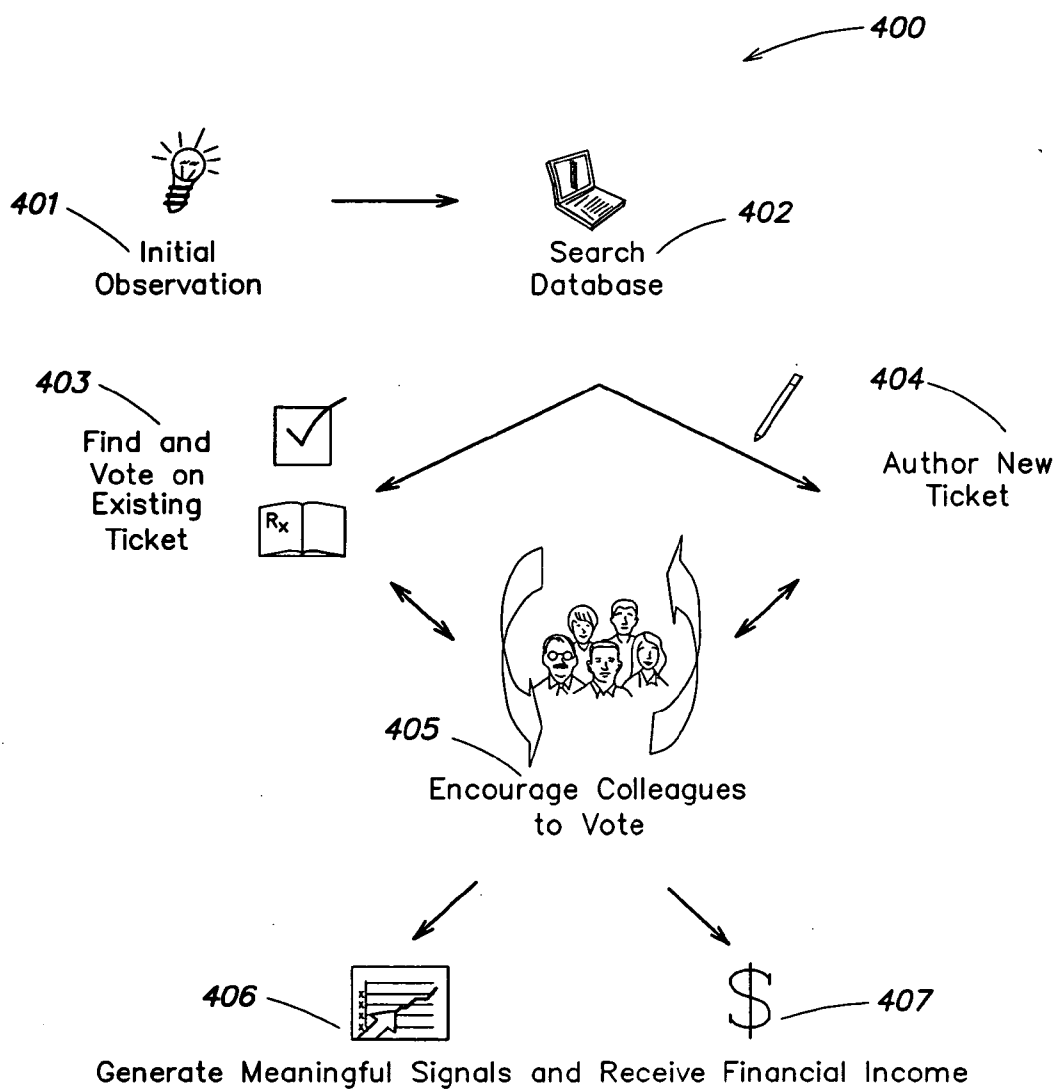 400
401
Initial
Observation
402
Search
Database
403
Find and
Vote on
Existing
Ticket
Rx
404
Author New
Ticket
405
Encourage Colleagues
to Vote
406
407
$
Generate Meaningful Signals and Receive Financial Income